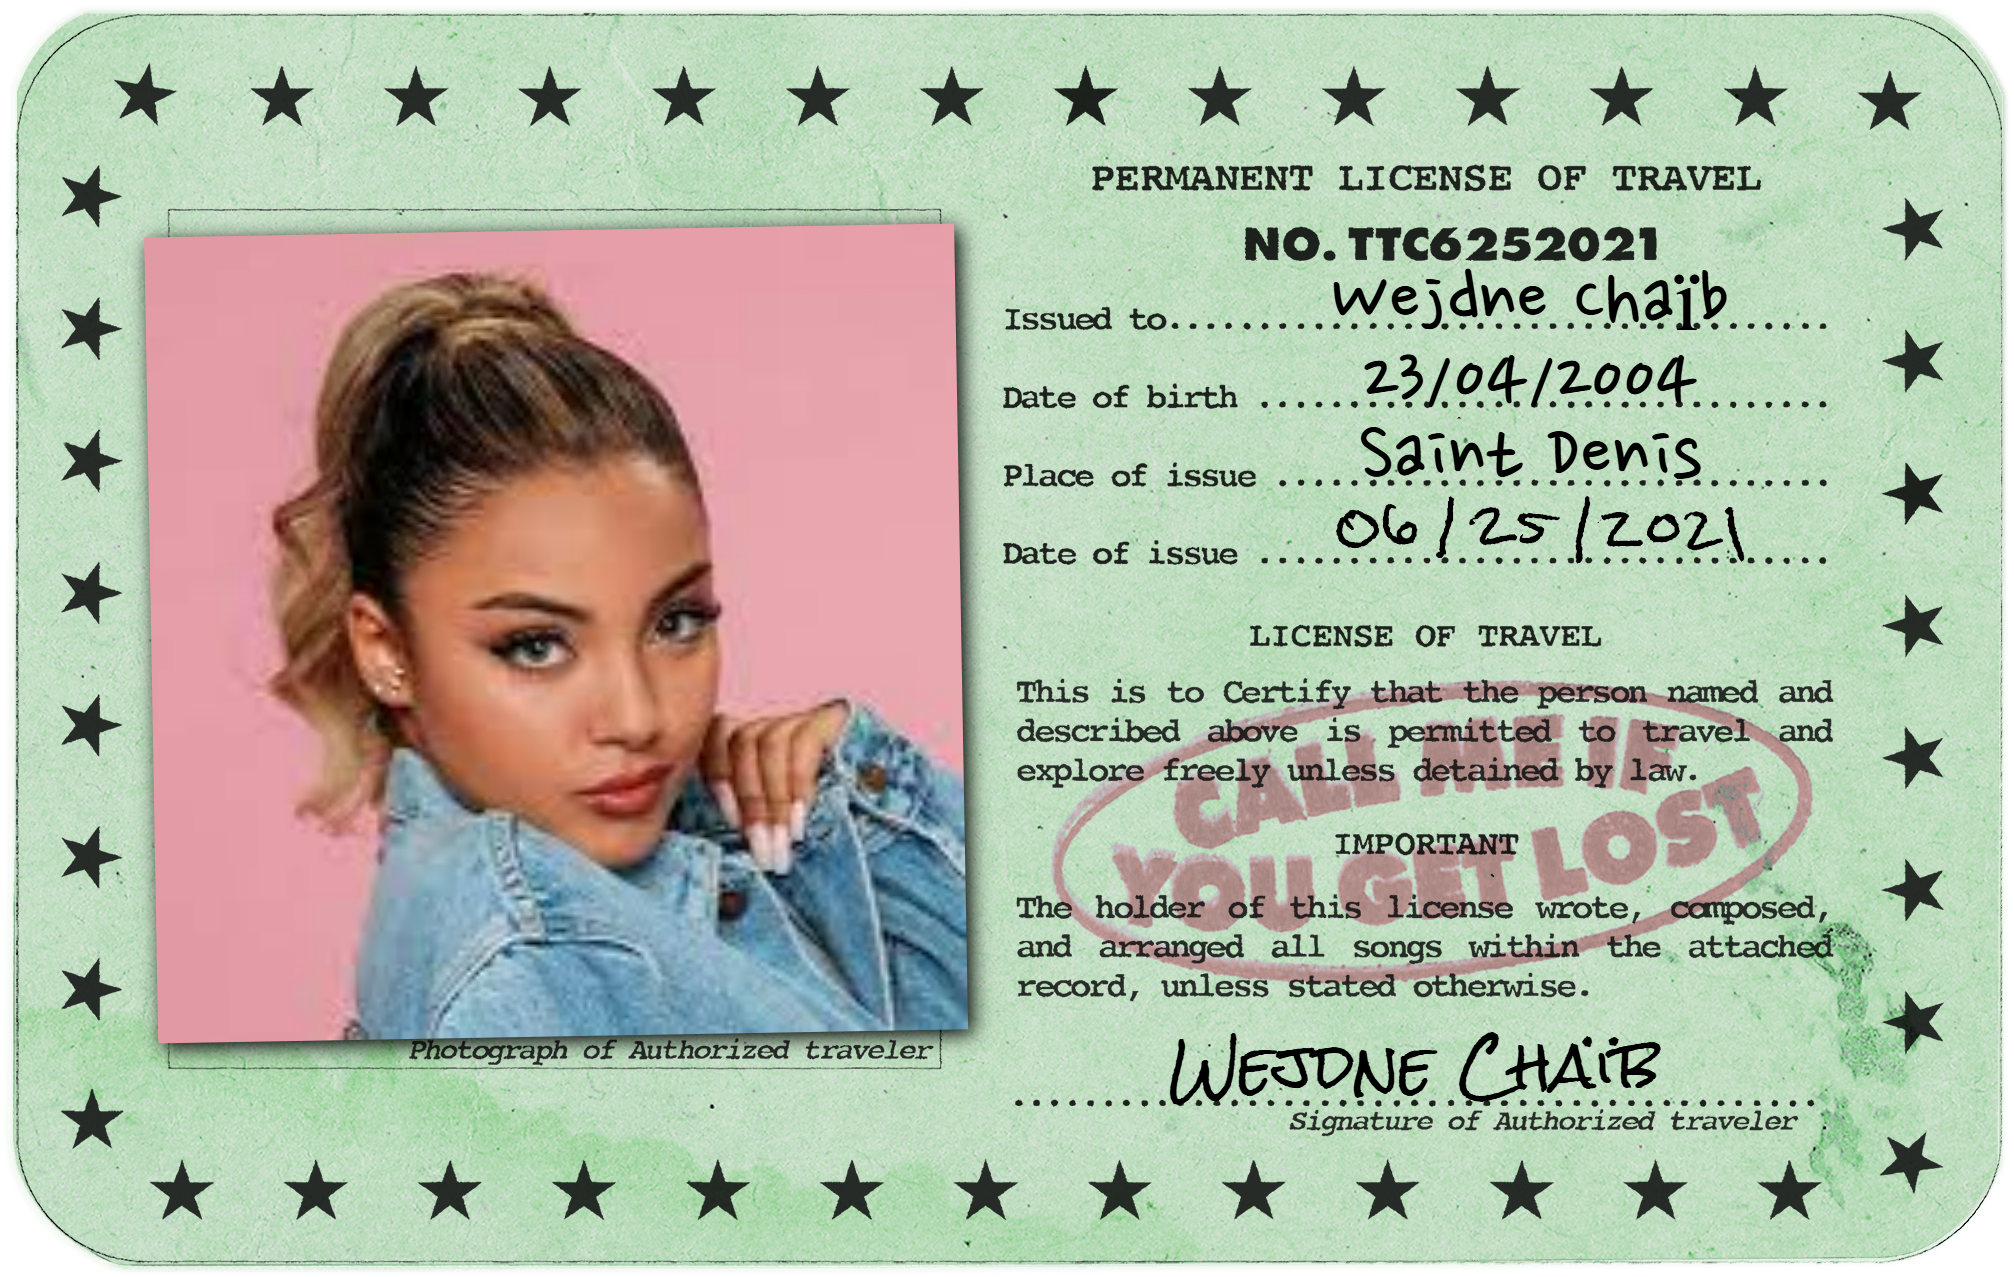 PERMANENT LICENSE OF TRAVEL
NO. TTC6252021
Issued to.......... Wejdne Chaïb
Date of birth .......... 23/04/2004
Place of issue .......... Saint Denis
Date of issue .......... 06/25/2021
LICENSE OF TRAVEL
This is to Certify that the person named and
described above is permitted to travel and
explore freely unless detained by law.
CALL ME IF
YOU GET LOST
IMPORTANT
The holder of this license wrote, composed,
and arranged all songs within the attached
record, unless stated otherwise.
WEJDNE CHAÏB
Signature of Authorized traveler
Photograph of Authorized traveler